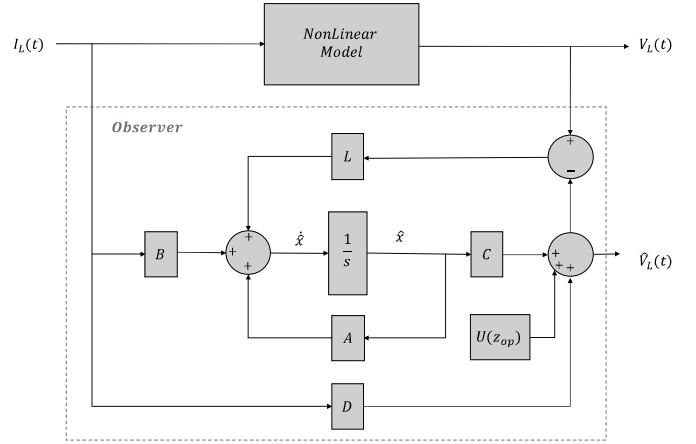 I_L(t)
NonLinear
Model
V_L(t)
Observer
+
−
L
ẋ̂
x̂
B
+
+
+
1
s
C
+
+
+
V̂_L(t)
A
U(z_op)
D